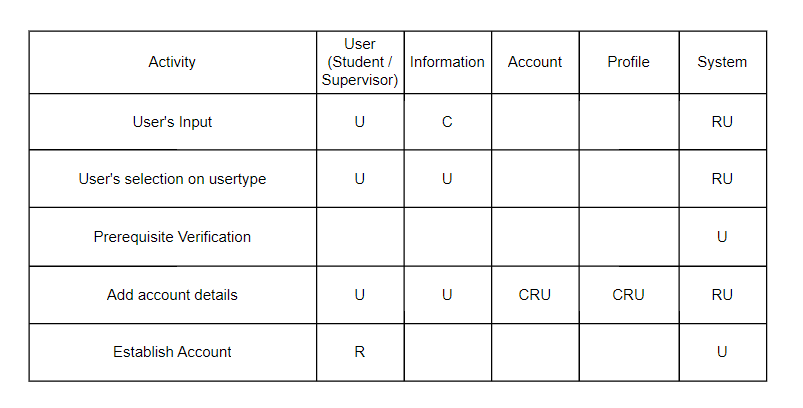 Activity
User
(Student /
Supervisor)
Information
Account
Profile
System
User's Input
U
C
RU
User's selection on usertype
U
U
RU
Prerequisite Verification
U
Add account details
U
U
CRU
CRU
RU
Establish Account
R
U